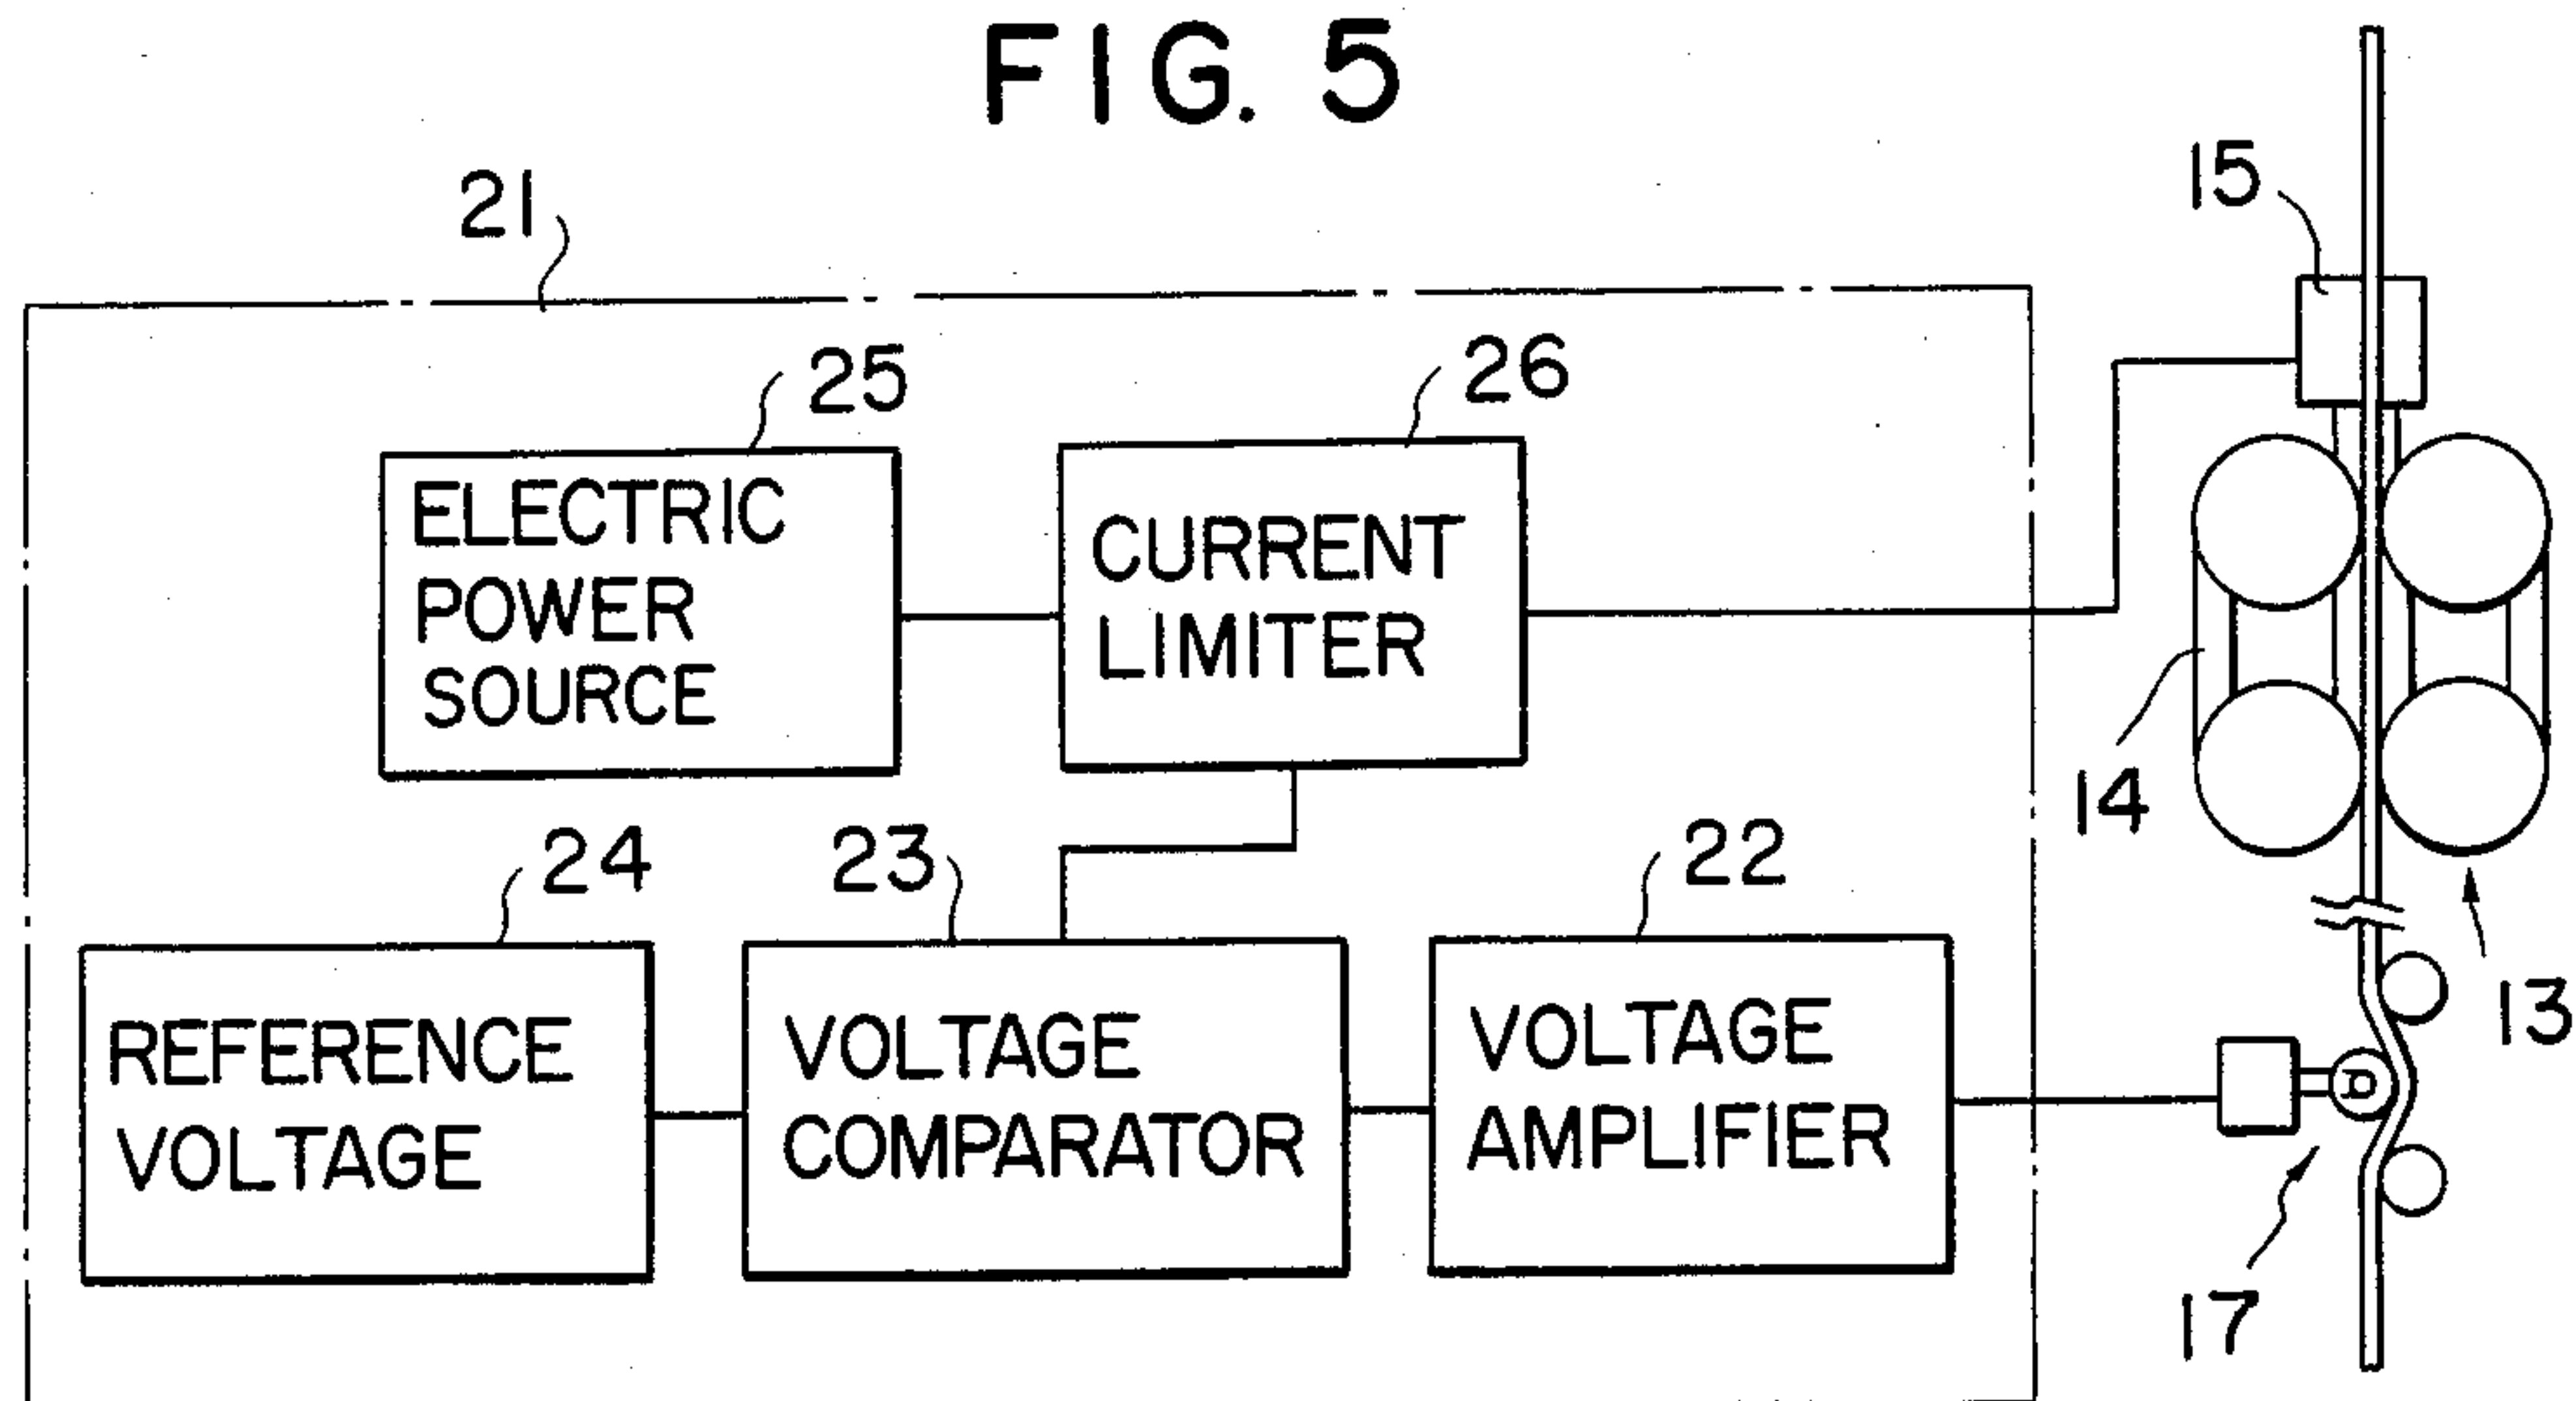 FIG. 5
21
15
25
26
ELECTRIC
POWER
SOURCE
CURRENT
LIMITER
14
24
23
22
13
REFERENCE
VOLTAGE
VOLTAGE
COMPARATOR
VOLTAGE
AMPLIFIER
17